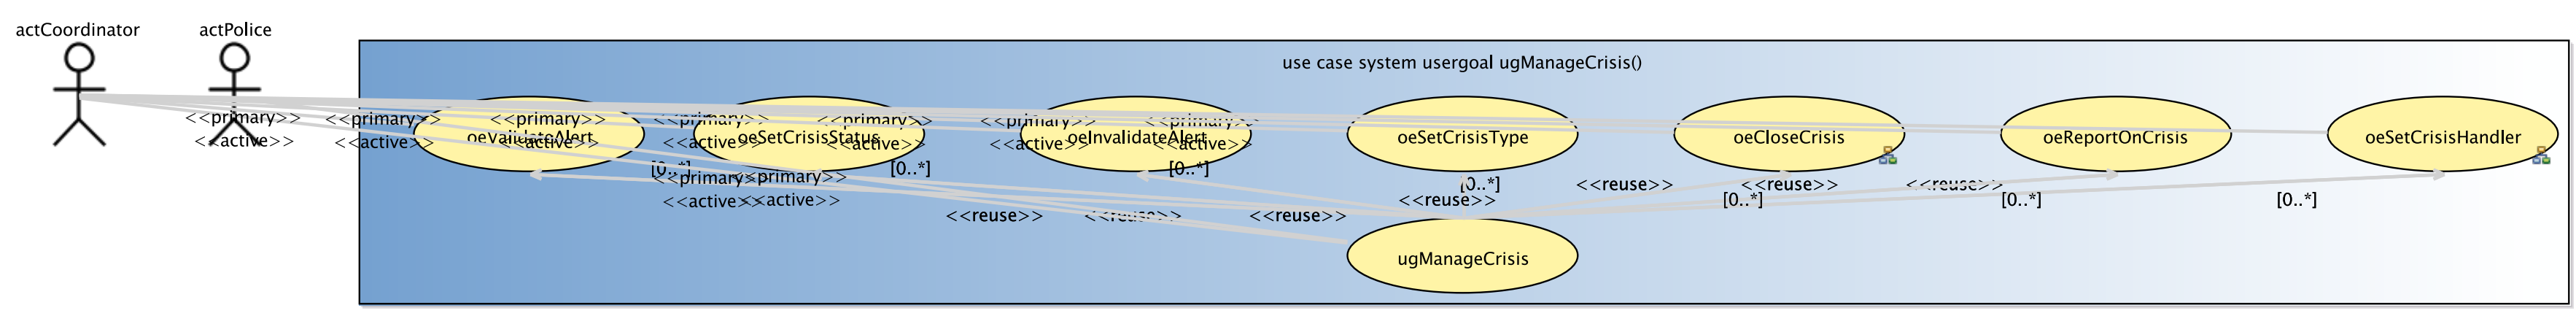 actCoordinator
actPolice
use case system usergoal ugManageCrisis()
<<primary>>
<<primary>>
<<primary>>
<<primary>>
<<primary>>
<<primary>>
<<primary>>
oeValidateAlert
oeSetCrisisStatus
oeInvalidateAlert
oeSetCrisisType
oeCloseCrisis
oeReportOnCrisis
oeSetCrisisHandler
<<active>>
<<active>>
<<active>>
<<active>>
<<active>>
<<active>>
<<active>>
[0..*]
[0..*]
[0..*]
<<primary>>
<<primary>>
[0..*]
<<reuse>>
<<reuse>>
<<reuse>>
<<active>>
<<active>>
<<reuse>>
[0..*]
[0..*]
[0..*]
<<reuse>>
<<reuse>>
<<reuse>>
ugManageCrisis